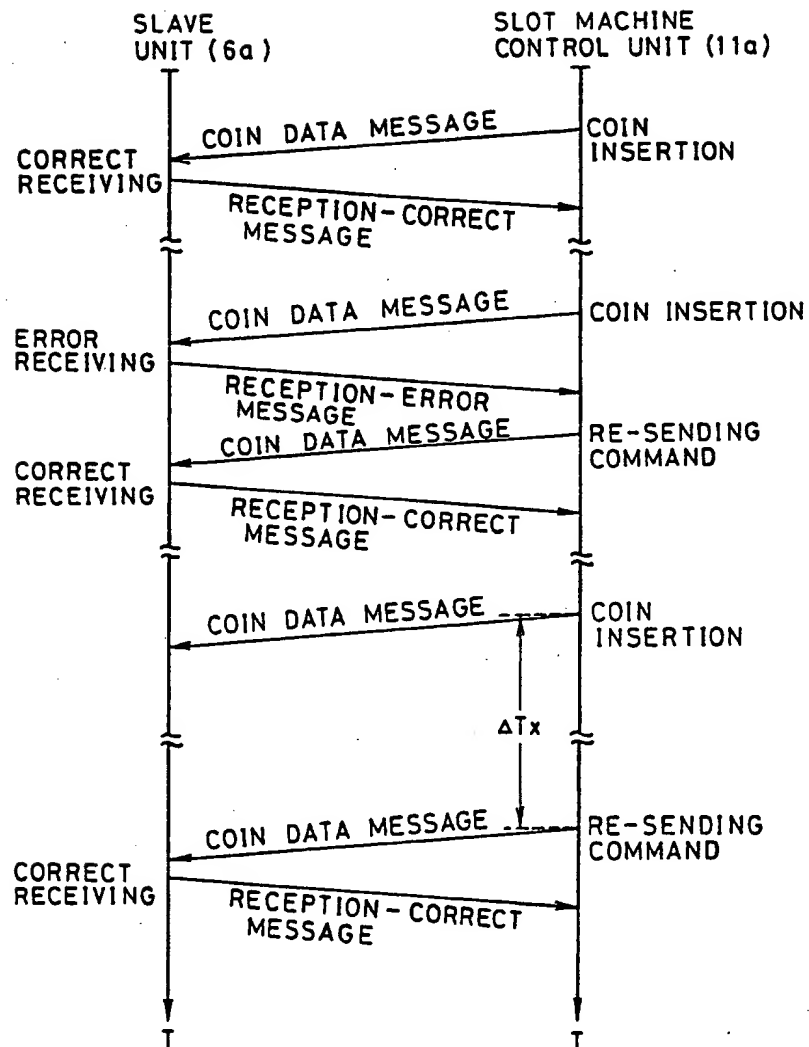 SLAVE
UNIT (6a)
SLOT MACHINE
CONTROL UNIT (11a)
T
T
COIN DATA MESSAGE
COIN
INSERTION
CORRECT
RECEIVING
RECEPTION-CORRECT
MESSAGE
COIN DATA MESSAGE
COIN INSERTION
ERROR
RECEIVING
RECEPTION-ERROR
MESSAGE
COIN DATA MESSAGE
RE-SENDING
COMMAND
CORRECT
RECEIVING
RECEPTION-CORRECT
MESSAGE
COIN DATA MESSAGE
COIN
INSERTION
ΔTx
COIN DATA MESSAGE
RE-SENDING
COMMAND
CORRECT
RECEIVING
RECEPTION-CORRECT
MESSAGE
T
T